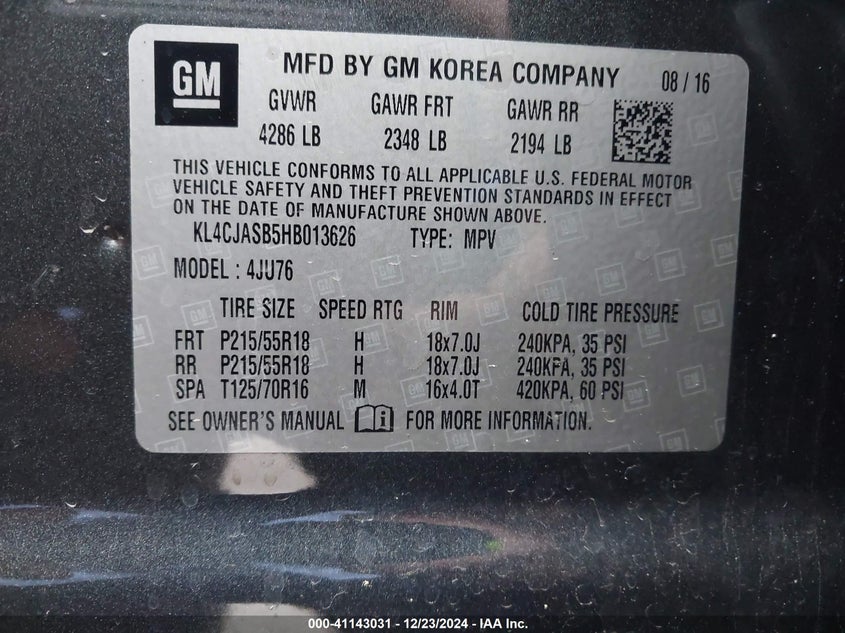 GM MFD BY GM KOREA COMPANY 08 / 16
GVWR GAWR FRT GAWR RR
4286 LB 2348 LB 2194 LB
THIS VEHICLE CONFORMS TO ALL APPLICABLE U.S. FEDERAL MOTOR
VEHICLE SAFETY AND THEFT PREVENTION STANDARDS IN EFFECT
ON THE DATE OF MANUFACTURE SHOWN ABOVE.
KL4CJASB5HB013626 TYPE: MPV
MODEL : 4JU76
TIRE SIZE SPEED RTG RIM COLD TIRE PRESSURE
FRT P215/55R18 H 18x7.0J 240KPA, 35 PSI
RR P215/55R18 H 18x7.0J 240KPA, 35 PSI
SPA T125/70R16 M 16x4.0T 420KPA, 60 PSI
SEE OWNER'S MANUAL i FOR MORE INFORMATION.
000-41143031 - 12/23/2024 - IAA Inc.